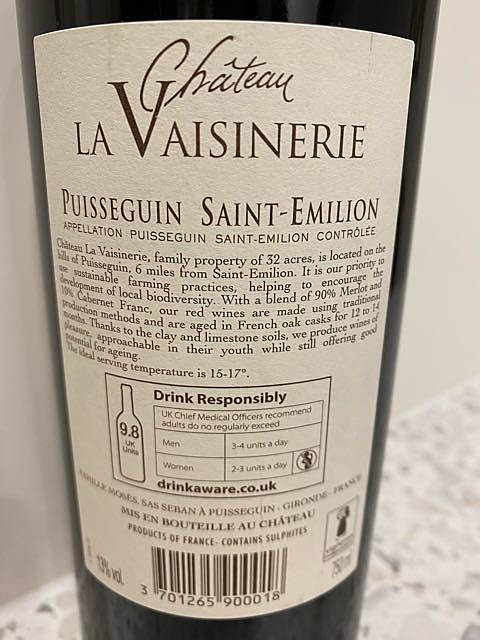 Château
LA VAISINERIE
PUISSEGUIN SAINT-EMILION
APPELLATION PUISSEGUIN SAINT-EMILION CONTRÔLÉE
Château La Vaisinerie, family property of 32 acres, is located on the
hills of Puisseguin, 6 miles from Saint-Emilion. It is our priority to
use sustainable farming practices, helping to encourage the
development of local biodiversity. With a blend of 90% Merlot and
10% Cabernet Franc, our red wines are made using traditional
production methods and are aged in French oak casks for 12 to 14
months. Thanks to the clay and limestone soils, we produce wines of
pleasure, approachable in their youth while still offering good
potential for ageing.
The ideal serving temperature is 15-17°.
Drink Responsibly
UK Chief Medical Officers recommend
adults do no regularly exceed
9.8
UK
Units
Men 3-4 units a day
Women 2-3 units a day
drinkaware.co.uk
FAMILLE MOSÈS, SAS SEBAN À PUISSEGUIN - GIRONDE - FRANCE
MIS EN BOUTEILLE AU CHÂTEAU
PRODUCTS OF FRANCE- CONTAINS SULPHITES
13% vol.
750 ml
3 701265 900018